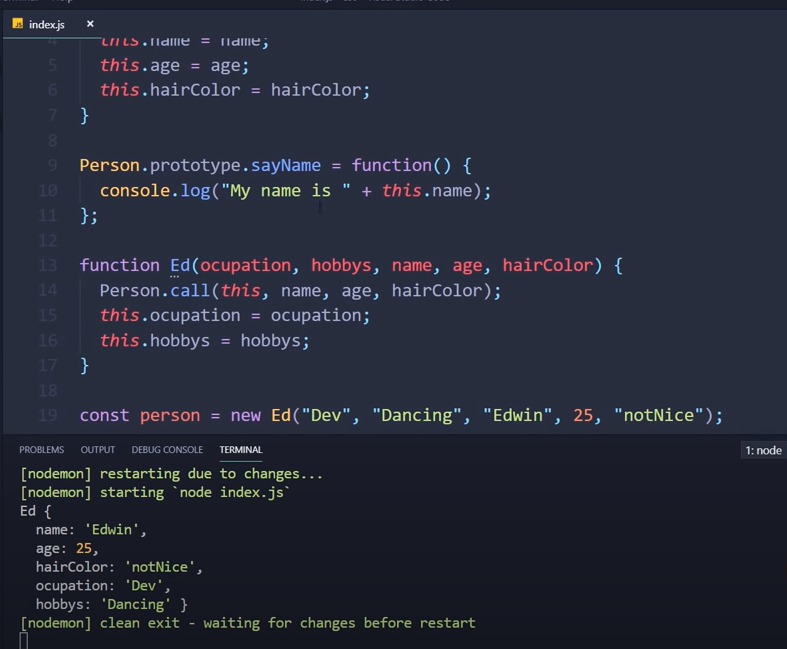 JS index.js ×
4 this.name = name;
5 this.age = age;
6 this.hairColor = hairColor;
7 }
8
9 Person.prototype.sayName = function() {
10 console.log("My name is " + this.name);
11 };
12
13 function Ed(ocupation, hobbys, name, age, hairColor) {
14 Person.call(this, name, age, hairColor);
15 this.ocupation = ocupation;
16 this.hobbys = hobbys;
17 }
18
19 const person = new Ed("Dev", "Dancing", "Edwin", 25, "notNice");
PROBLEMS OUTPUT DEBUG CONSOLE TERMINAL 1: node
[nodemon] restarting due to changes...
[nodemon] starting `node index.js`
Ed {
name: 'Edwin',
age: 25,
hairColor: 'notNice',
ocupation: 'Dev',
hobbys: 'Dancing' }
[nodemon] clean exit - waiting for changes before restart